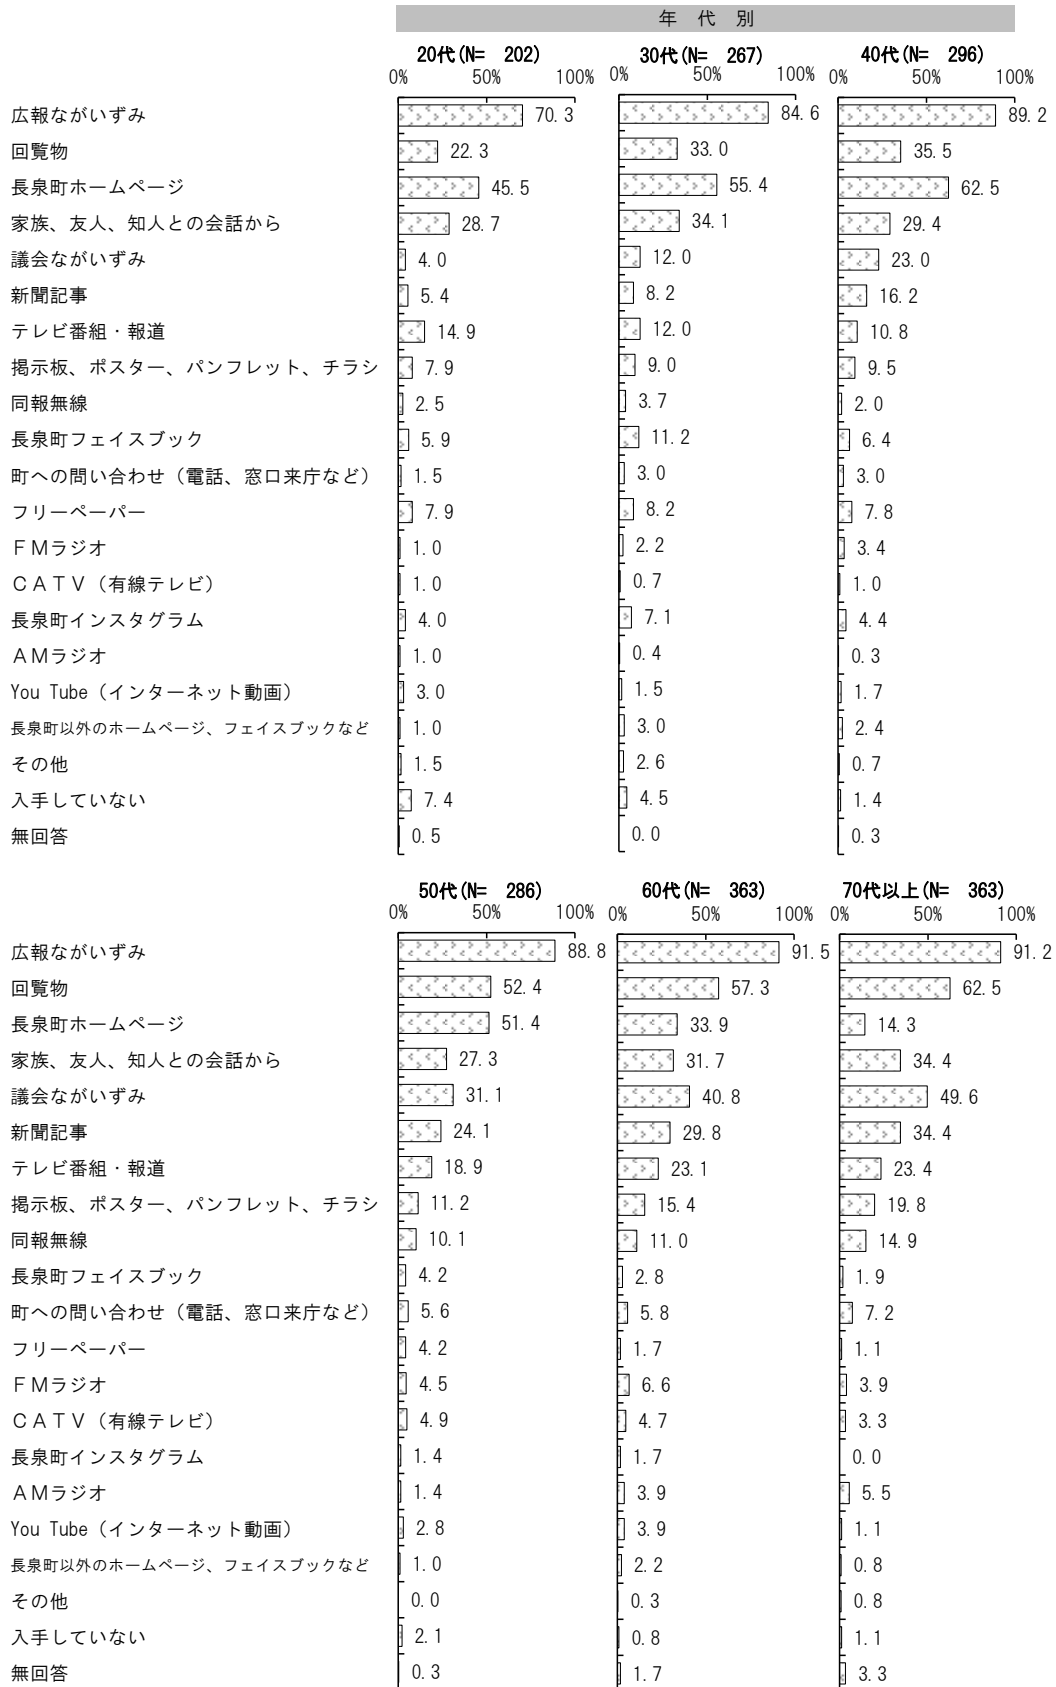 年 代 別
20代(N= 202) 30代(N= 267) 40代(N= 296)
0% 50% 100% 0% 50% 100% 0% 50% 100%
広報ながいずみ 70.3 84.6 89.2
回覧物 22.3 33.0 35.5
長泉町ホームページ 45.5 55.4 62.5
家族、友人、知人との会話から 28.7 34.1 29.4
議会ながいずみ 4.0 12.0 23.0
新聞記事 5.4 8.2 16.2
テレビ番組・報道 14.9 12.0 10.8
掲示板、ポスター、パンフレット、チラシ 7.9 9.0 9.5
同報無線 2.5 3.7 2.0
長泉町フェイスブック 5.9 11.2 6.4
町への問い合わせ（電話、窓口来庁など） 1.5 3.0 3.0
フリーペーパー 7.9 8.2 7.8
ＦＭラジオ 1.0 2.2 3.4
ＣＡＴＶ（有線テレビ） 1.0 0.7 1.0
長泉町インスタグラム 4.0 7.1 4.4
ＡＭラジオ 1.0 0.4 0.3
You Tube（インターネット動画） 3.0 1.5 1.7
長泉町以外のホームページ、フェイスブックなど 1.0 3.0 2.4
その他 1.5 2.6 0.7
入手していない 7.4 4.5 1.4
無回答 0.5 0.0 0.3
50代(N= 286) 60代(N= 363) 70代以上(N= 363)
0% 50% 100% 0% 50% 100% 0% 50% 100%
広報ながいずみ 88.8 91.5 91.2
回覧物 52.4 57.3 62.5
長泉町ホームページ 51.4 33.9 14.3
家族、友人、知人との会話から 27.3 31.7 34.4
議会ながいずみ 31.1 40.8 49.6
新聞記事 24.1 29.8 34.4
テレビ番組・報道 18.9 23.1 23.4
掲示板、ポスター、パンフレット、チラシ 11.2 15.4 19.8
同報無線 10.1 11.0 14.9
長泉町フェイスブック 4.2 2.8 1.9
町への問い合わせ（電話、窓口来庁など） 5.6 5.8 7.2
フリーペーパー 4.2 1.7 1.1
ＦＭラジオ 4.5 6.6 3.9
ＣＡＴＶ（有線テレビ） 4.9 4.7 3.3
長泉町インスタグラム 1.4 1.7 0.0
ＡＭラジオ 1.4 3.9 5.5
You Tube（インターネット動画） 2.8 3.9 1.1
長泉町以外のホームページ、フェイスブックなど 1.0 2.2 0.8
その他 0.0 0.3 0.8
入手していない 2.1 0.8 1.1
無回答 0.3 1.7 3.3